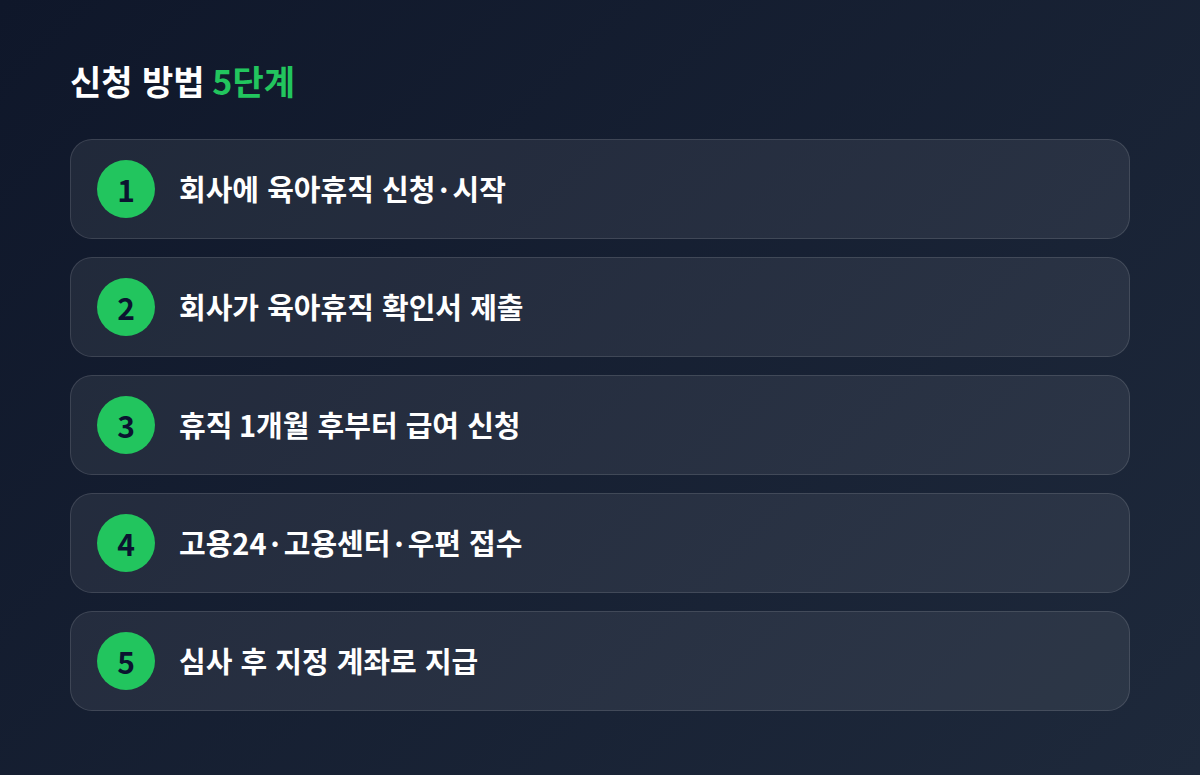 신청 방법 5단계
1 회사에 육아휴직 신청·시작
2 회사가 육아휴직 확인서 제출
3 휴직 1개월 후부터 급여 신청
4 고용24·고용센터·우편 접수
5 심사 후 지정 계좌로 지급